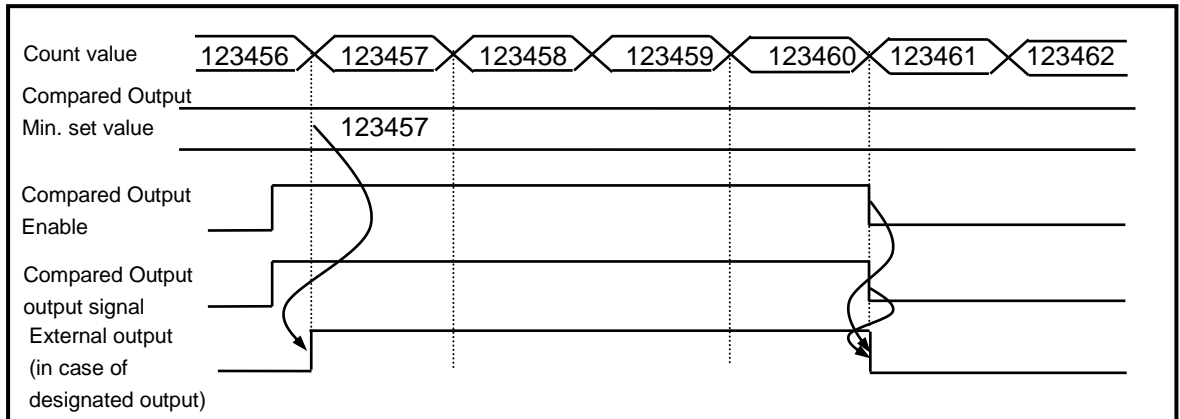 Count value 123456 123457 123458 123459 123460 123461 123462
Compared Output
Min. set value 123457
Compared Output
Enable
Compared Output
output signal
External output
(in case of
designated output)